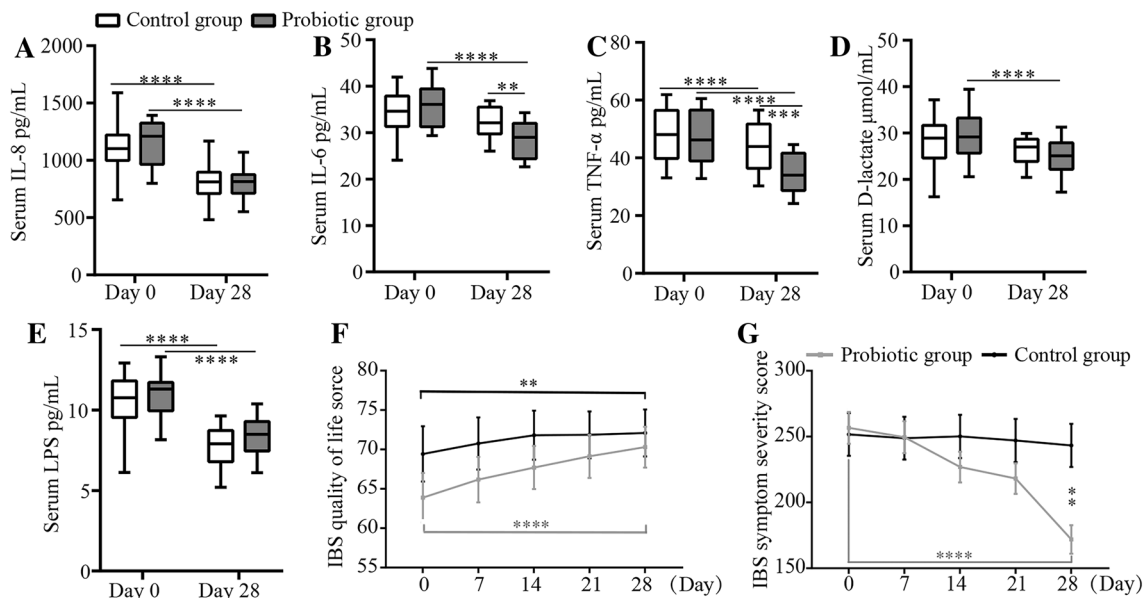 Control group Probiotic group
A
Serum IL-8 pg/mL
2000
1500
1000
500
0
****
****
Day 0 Day 28
B
Serum IL-6 pg/mL
50
40
30
20
10
0
****
**
Day 0 Day 28
C
Serum TNF-α pg/mL
80
60
40
20
0
****
****
***
Day 0 Day 28
D
Serum D-lactate μmol/mL
50
40
30
20
10
0
****
Day 0 Day 28
E
Serum LPS pg/mL
15
10
5
0
****
****
Day 0 Day 28
F
IBS quality of life sorce
80
75
70
65
60
55
**
****
0 7 14 21 28 (Day)
G
Probiotic group Control group
IBS symptom severity score
300
250
200
150
**
****
0 7 14 21 28 (Day)